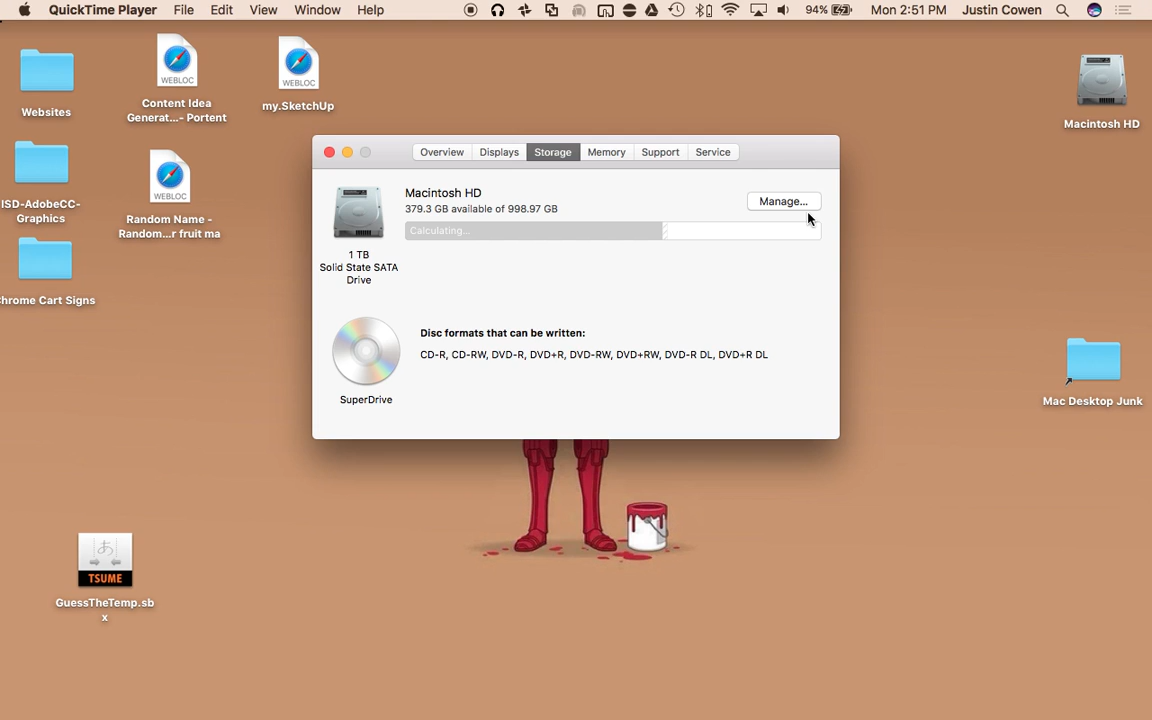 QuickTime Player File Edit View Window Help 94% Mon 2:51 PM Justin Cowen
Websites
WEBLOC
Content Idea
Generat...- Portent
WEBLOC
my.SketchUp
Macintosh HD
ISD-AdobeCC-
Graphics
WEBLOC
Random Name -
Random...r fruit ma
hrome Cart Signs
Overview Displays Storage Memory Support Service
Macintosh HD
379.3 GB available of 998.97 GB
Manage...
Calculating...
1 TB
Solid State SATA
Drive
Disc formats that can be written:
CD-R, CD-RW, DVD-R, DVD+R, DVD-RW, DVD+RW, DVD-R DL, DVD+R DL
SuperDrive
Mac Desktop Junk
あ
TSUME
GuessTheTemp.sb
x